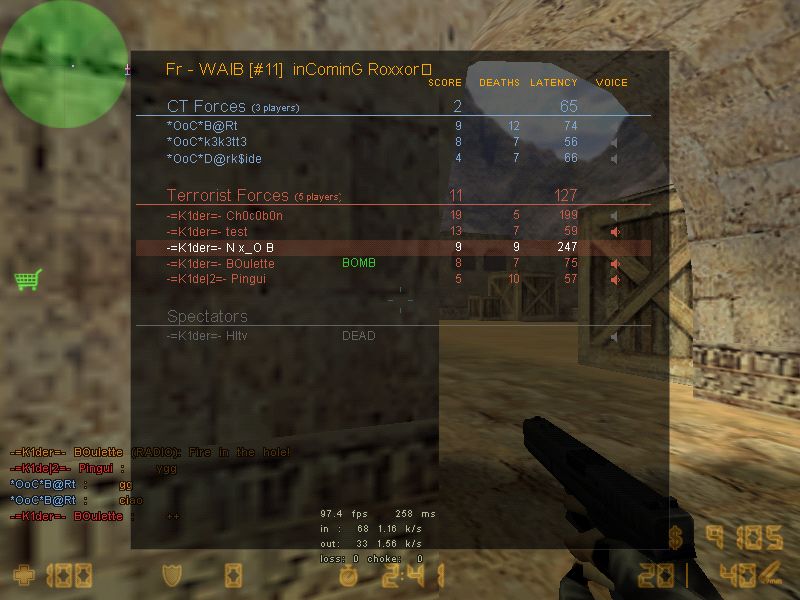 Fr - WAIB [#11] inCominG Roxxor
SCORE DEATHS LATENCY VOICE
CT Forces (3 players) 2 65
*OoC*B@Rt 9 12 74
*OoC*k3k3tt3 8 7 56
*OoC*D@rk$ide 4 7 66
Terrorist Forces (5 players) 11 127
-=K1der=- Ch0c0b0n 19 5 199
-=K1der=- test 13 7 59
-=K1der=- N x_O B 9 9 247
-=K1der=- BOulette BOMB 8 7 75
-=K1de|2=- Pingui 5 10 57
Spectators
-=K1der=- Hltv DEAD
-=K1der=- BOulette (RADIO): Fire in the hole!
-=K1de|2=- Pingui : ygg
*OoC*B@Rt : gg
*OoC*B@Rt : ciao
-=K1der=- BOulette : ++
97.4 fps 258 ms
in : 68 1.16 k/s
out: 33 1.56 k/s
loss: 0 choke: 0
$ 9105
100 0 2:41 20 | 40 9mm